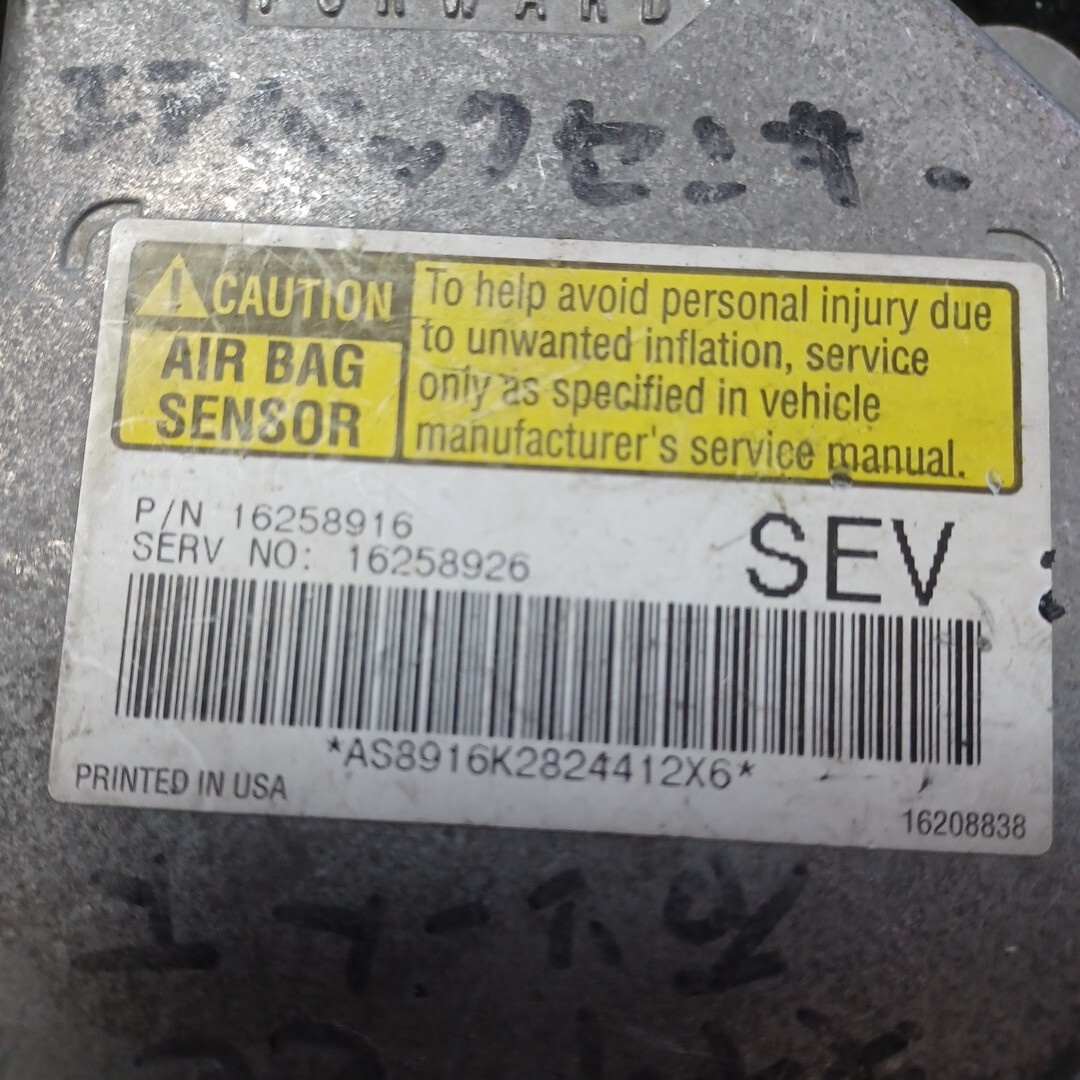 FORWARD
エアバックセンサー
CAUTION
AIR BAG
SENSOR
To help avoid personal injury due
to unwanted inflation, service
only as specified in vehicle
manufacturer's service manual.
P/N 16258916
SERV NO: 16258926
SEV
*AS8916K2824412X6*
PRINTED IN USA
16208838